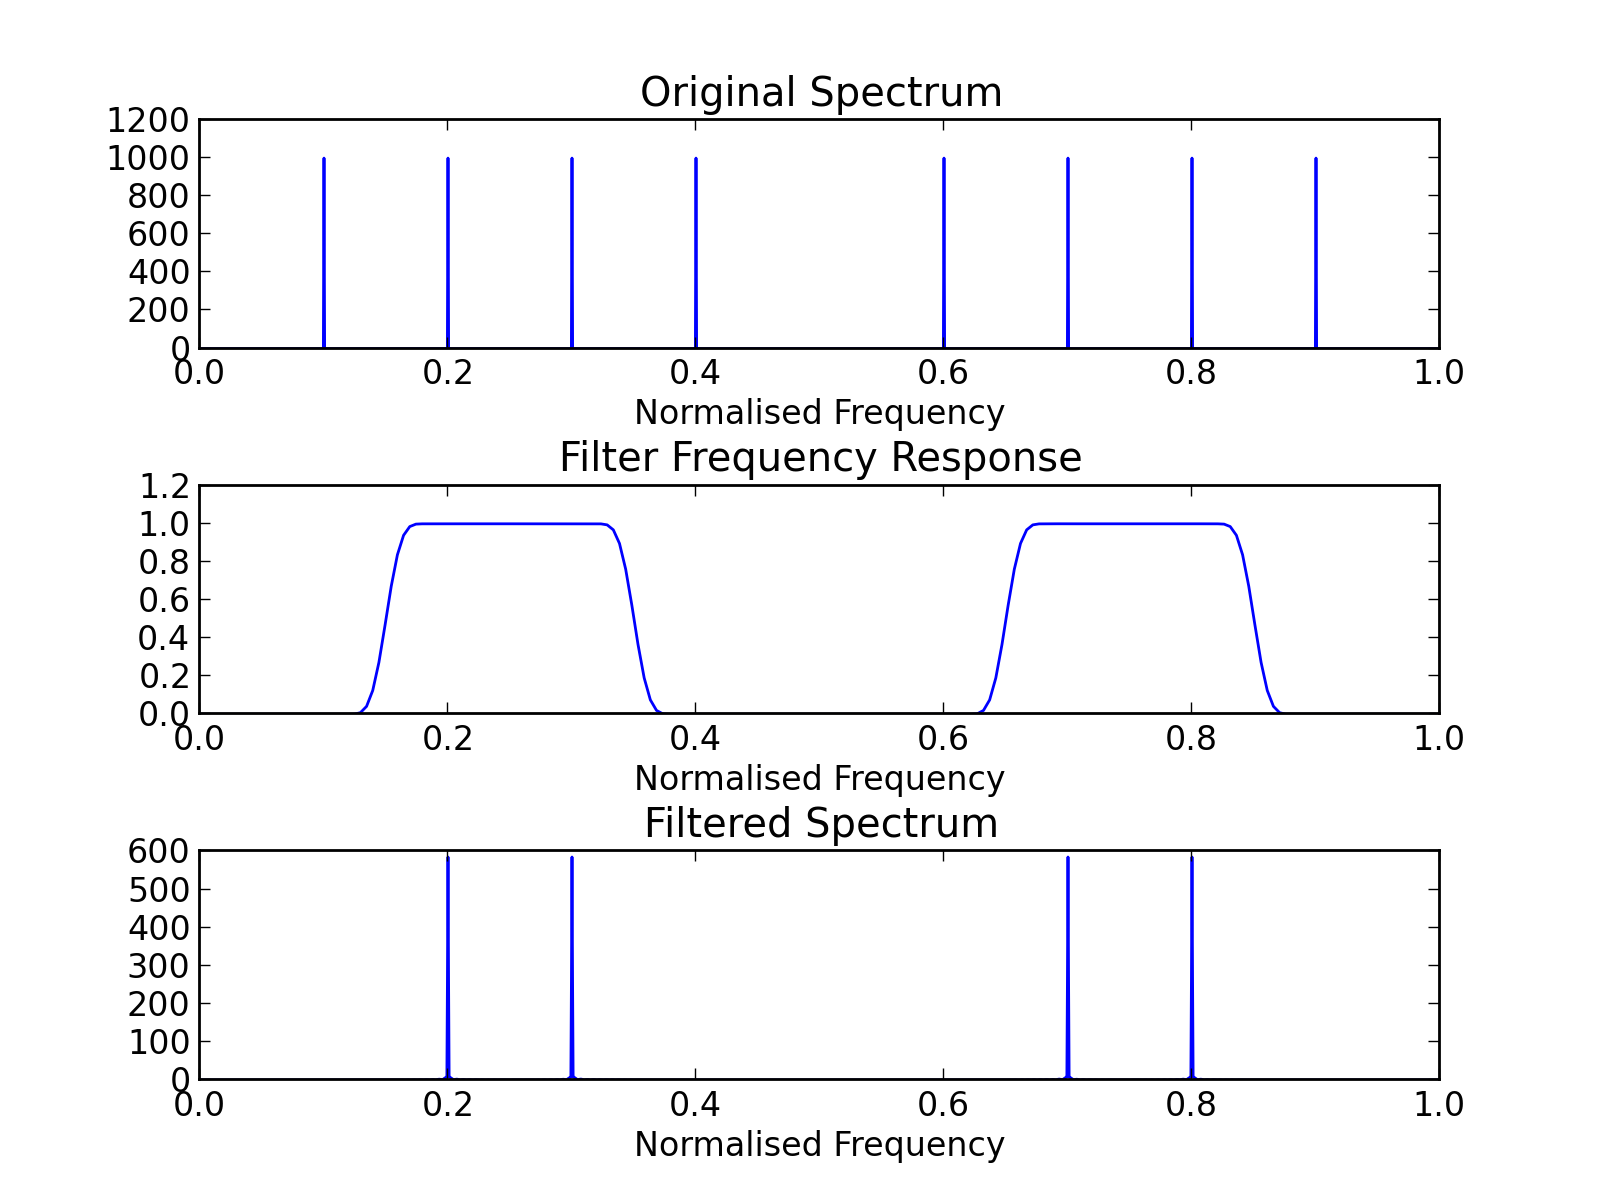 Original Spectrum
1200
1000
800
600
400
200
0
0.0 0.2 0.4 0.6 0.8 1.0
Normalised Frequency
Filter Frequency Response
1.2
1.0
0.8
0.6
0.4
0.2
0.0
0.0 0.2 0.4 0.6 0.8 1.0
Normalised Frequency
Filtered Spectrum
600
500
400
300
200
100
0
0.0 0.2 0.4 0.6 0.8 1.0
Normalised Frequency